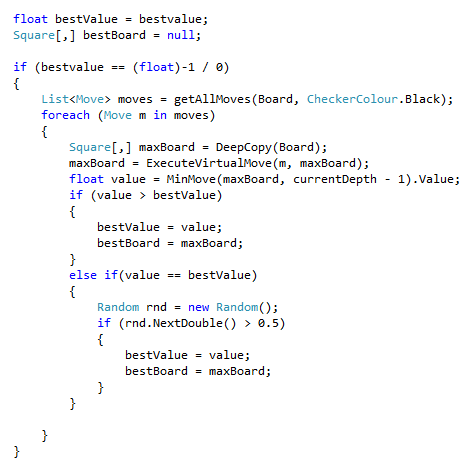 float bestValue = bestvalue;
Square[,] bestBoard = null;
if (bestvalue == (float)-1 / 0)
{
List<Move> moves = getAllMoves(Board, CheckerColour.Black);
foreach (Move m in moves)
{
Square[,] maxBoard = DeepCopy(Board);
maxBoard = ExecuteVirtualMove(m, maxBoard);
float value = MinMove(maxBoard, currentDepth - 1).Value;
if (value > bestValue)
{
bestValue = value;
bestBoard = maxBoard;
}
else if(value == bestValue)
{
Random rnd = new Random();
if (rnd.NextDouble() > 0.5)
{
bestValue = value;
bestBoard = maxBoard;
}
}
}
}